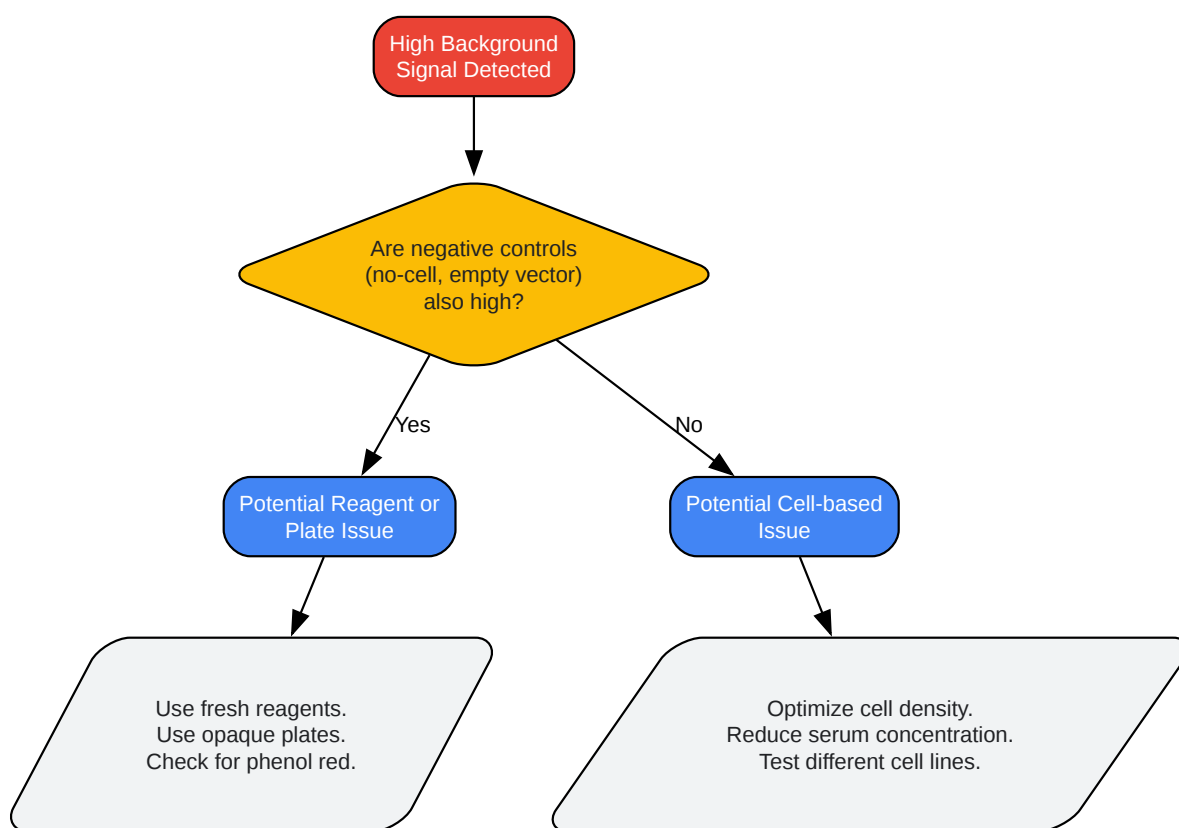 High Background
Signal Detected
Are negative controls
(no-cell, empty vector)
also high?
Yes
No
Potential Reagent or
Plate Issue
Potential Cell-based
Issue
Use fresh reagents.
Use opaque plates.
Check for phenol red.
Optimize cell density.
Reduce serum concentration.
Test different cell lines.